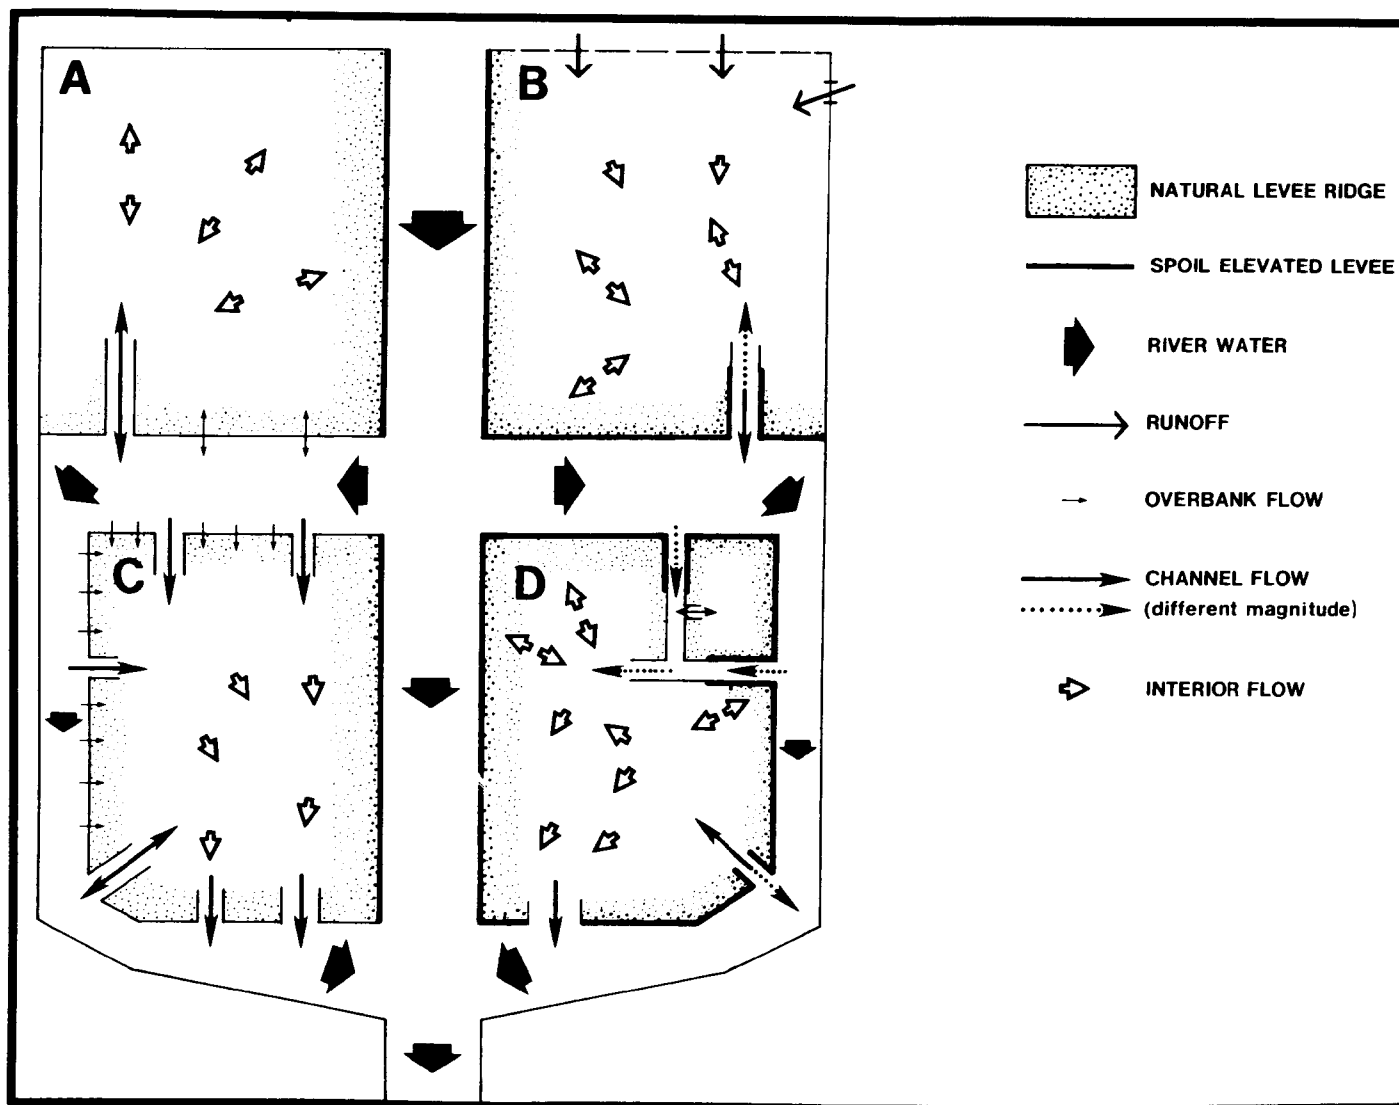 A
B
C
D
NATURAL LEVEE RIDGE
SPOIL ELEVATED LEVEE
RIVER WATER
RUNOFF
OVERBANK FLOW
CHANNEL FLOW
(different magnitude)
INTERIOR FLOW